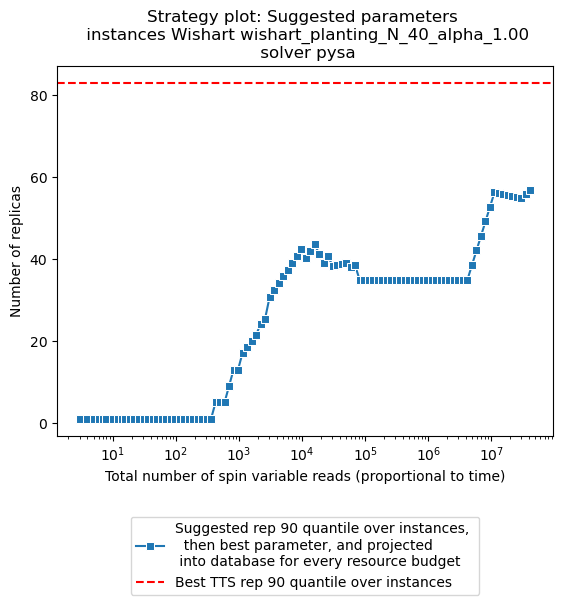 Strategy plot: Suggested parameters
instances Wishart wishart_planting_N_40_alpha_1.00
solver pysa
80
60
40
20
0
Number of replicas
10^1 10^2 10^3 10^4 10^5 10^6 10^7
Total number of spin variable reads (proportional to time)
Suggested rep 90 quantile over instances,
then best parameter, and projected
into database for every resource budget
Best TTS rep 90 quantile over instances